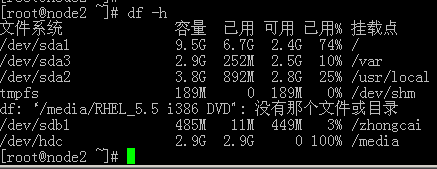 [root@node2 ~]# df -h
文件系统 容量 已用 可用 已用% 挂载点
/dev/sda1 9.5G 6.7G 2.4G 74% /
/dev/sda3 2.9G 252M 2.5G 10% /var
/dev/sda2 3.8G 892M 2.8G 25% /usr/local
tmpfs 189M 0 189M 0% /dev/shm
df: “/media/RHEL_5.5 i386 DVD”: 没有那个文件或目录
/dev/sdb1 485M 11M 449M 3% /zhongcai
/dev/hdc 2.9G 2.9G 0 100% /media
[root@node2 ~]#